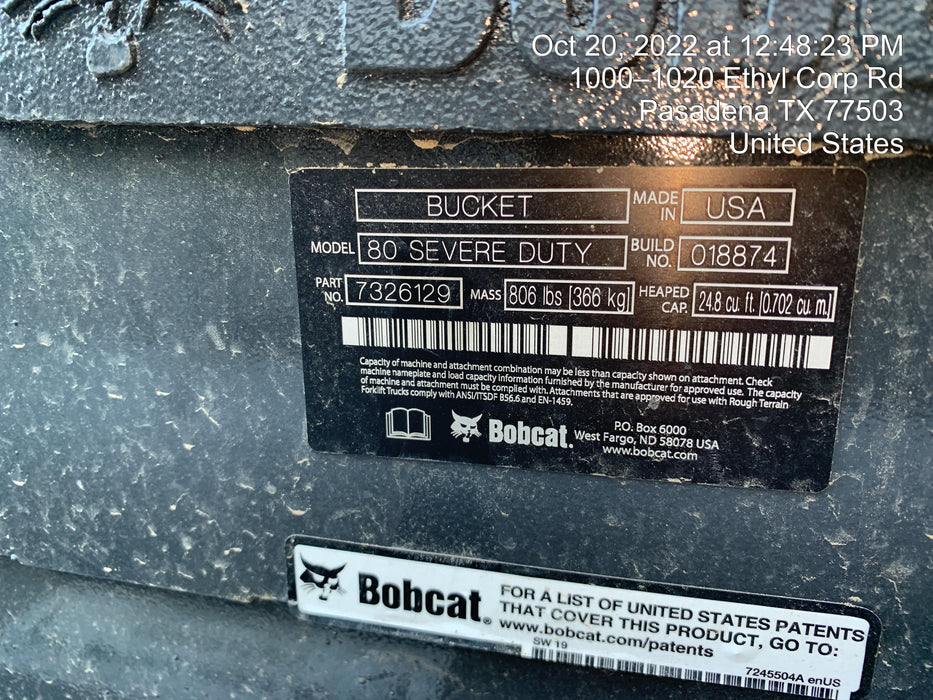 Oct 20, 2022 at 12:48:23 PM
1000–1020 Ethyl Corp Rd
Pasadena TX 77503
United States
BUCKET MADE IN USA
MODEL 80 SEVERE DUTY BUILD NO. 018874
PART NO. 7326129 MASS 806 lbs [366 kg] HEAPED CAP. 24.8 cu. ft. [0.702 cu. m.]
Capacity of machine and attachment combination may be less than capacity shown on attachment. Check
machine nameplate and load capacity information furnished by the manufacturer for approved use. The capacity
of machine and attachment must be complied with. Attachments that are approved for use with Rough Terrain
Forklift Trucks comply with ANSI/ITSDF B56.6 and EN-1459.
Bobcat.
P.O. Box 6000
West Fargo, ND 58078 USA
www.bobcat.com
Bobcat®
FOR A LIST OF UNITED STATES PATENTS
THAT COVER THIS PRODUCT, GO TO:
www.bobcat.com/patents
SW 19
7245504A enUS